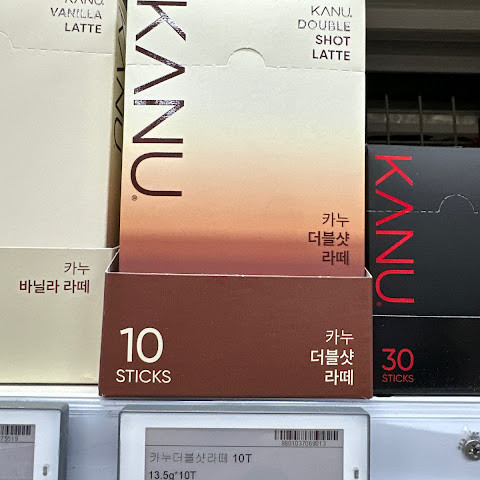 KANU.
VANILLA
LATTE
카누
바닐라 라떼
KANU.
DOUBLE
SHOT
LATTE
KANU
카누
더블샷
라떼
10
STICKS
카누
더블샷
라떼
KANU
30
STICKS
카누더블샷라떼 10T
13.5g*10T